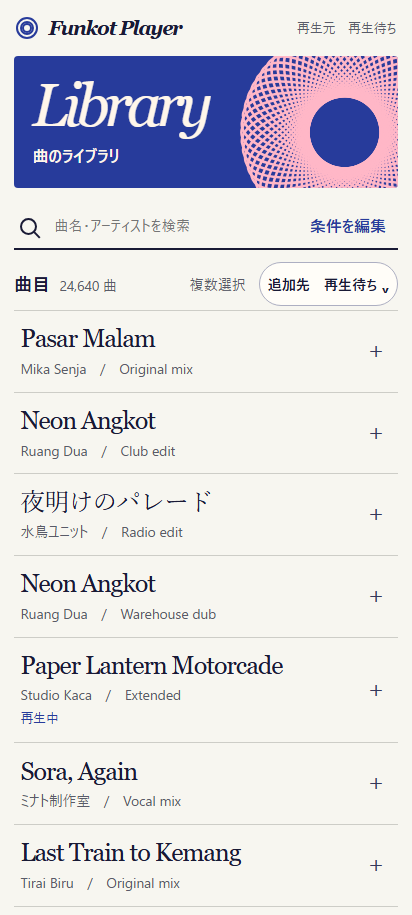 Funkot Player 再生元 再生待ち
Library
曲のライブラリ
曲名・アーティストを検索 条件を編集
曲目 24,640 曲 複数選択 追加先 再生待ち
Pasar Malam
Mika Senja / Original mix
Neon Angkot
Ruang Dua / Club edit
夜明けのパレード
水鳥ユニット / Radio edit
Neon Angkot
Ruang Dua / Warehouse dub
Paper Lantern Motorcade
Studio Kaca / Extended
再生中
Sora, Again
ミナト制作室 / Vocal mix
Last Train to Kemang
Tirai Biru / Original mix